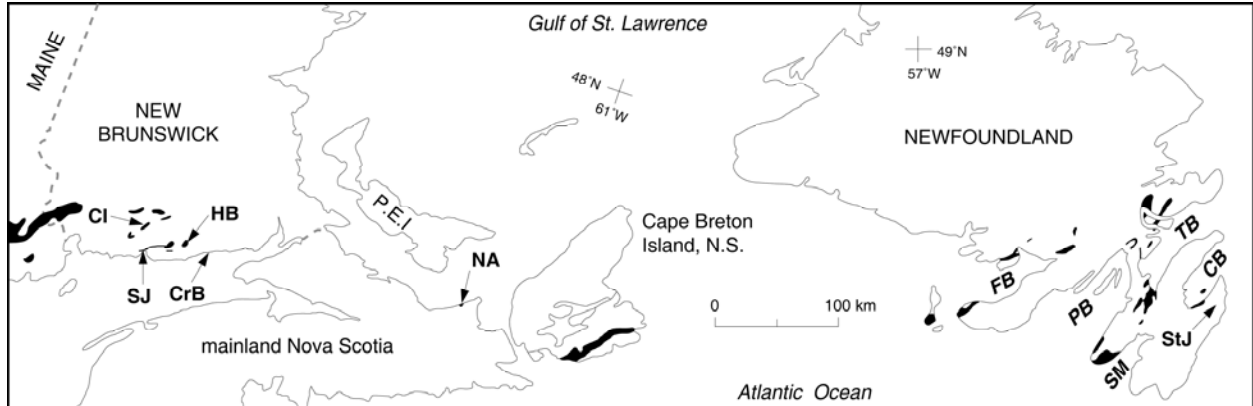 Gulf of St. Lawrence
MAINE
NEW
BRUNSWICK
48°N
61°W
49°N
57°W
NEWFOUNDLAND
P.E.I
CI
HB
Cape Breton
Island, N.S.
TB
CB
FB
PB
NA
SJ
CrB
0
100 km
StJ
SM
mainland Nova Scotia
Atlantic Ocean